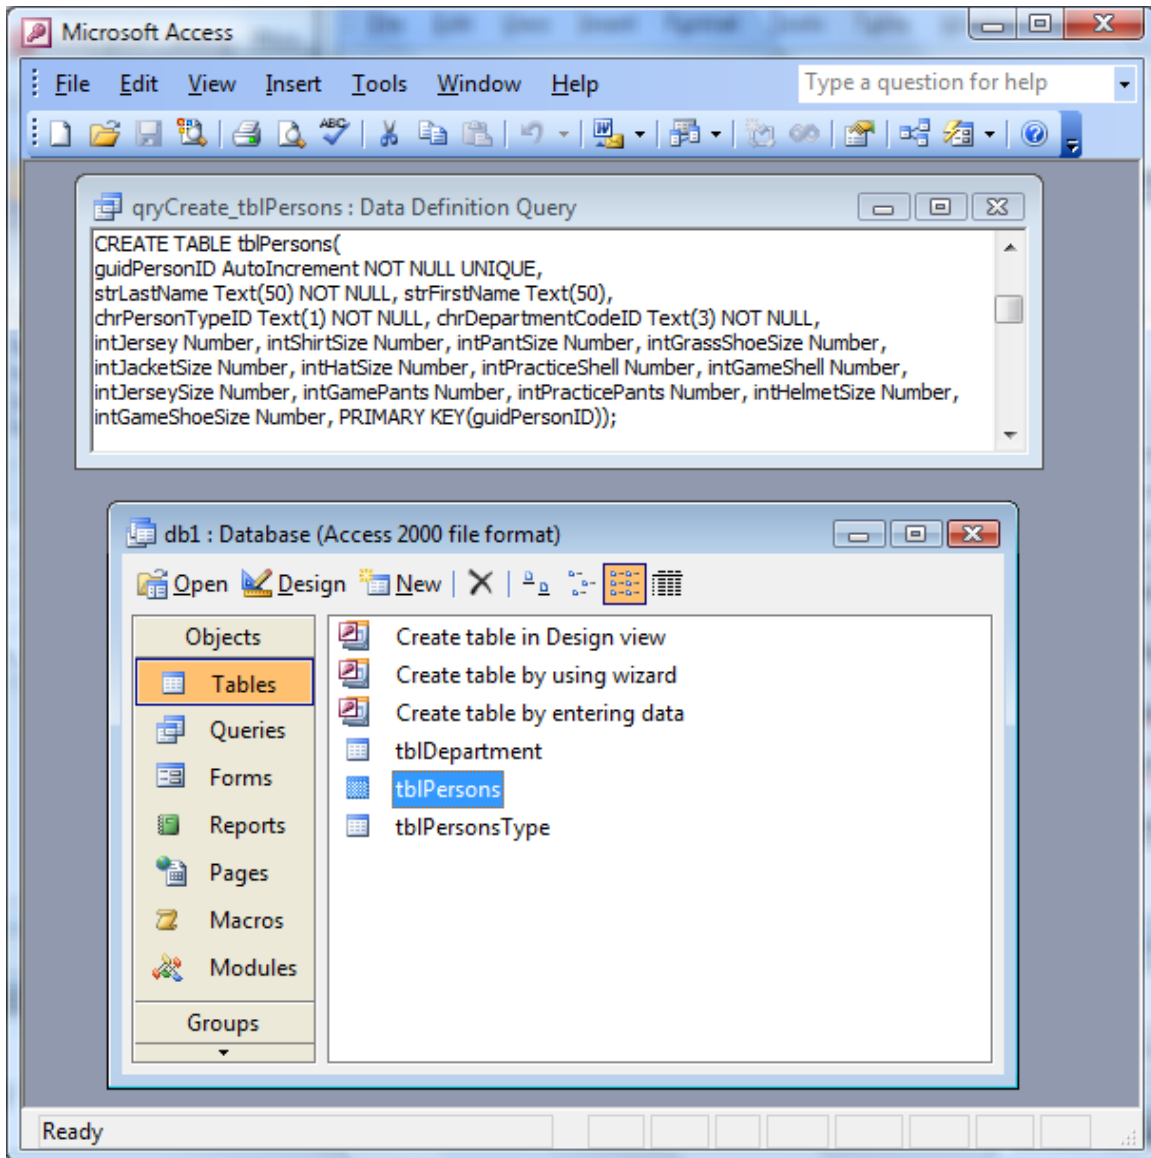 Microsoft Access
File Edit View Insert Tools Window Help Type a question for help
ABC
W
qryCreate_tblPersons : Data Definition Query
CREATE TABLE tblPersons(
guidPersonID AutoIncrement NOT NULL UNIQUE,
strLastName Text(50) NOT NULL, strFirstName Text(50),
chrPersonTypeID Text(1) NOT NULL, chrDepartmentCodeID Text(3) NOT NULL,
intJersey Number, intShirtSize Number, intPantSize Number, intGrassShoeSize Number,
intJacketSize Number, intHatSize Number, intPracticeShell Number, intGameShell Number,
intJerseySize Number, intGamePants Number, intPracticePants Number, intHelmetSize Number,
intGameShoeSize Number, PRIMARY KEY(guidPersonID));
db1 : Database (Access 2000 file format)
Open Design New
Objects
Tables
Queries
Forms
Reports
Pages
Macros
Modules
Groups
Create table in Design view
Create table by using wizard
Create table by entering data
tblDepartment
tblPersons
tblPersonsType
Ready